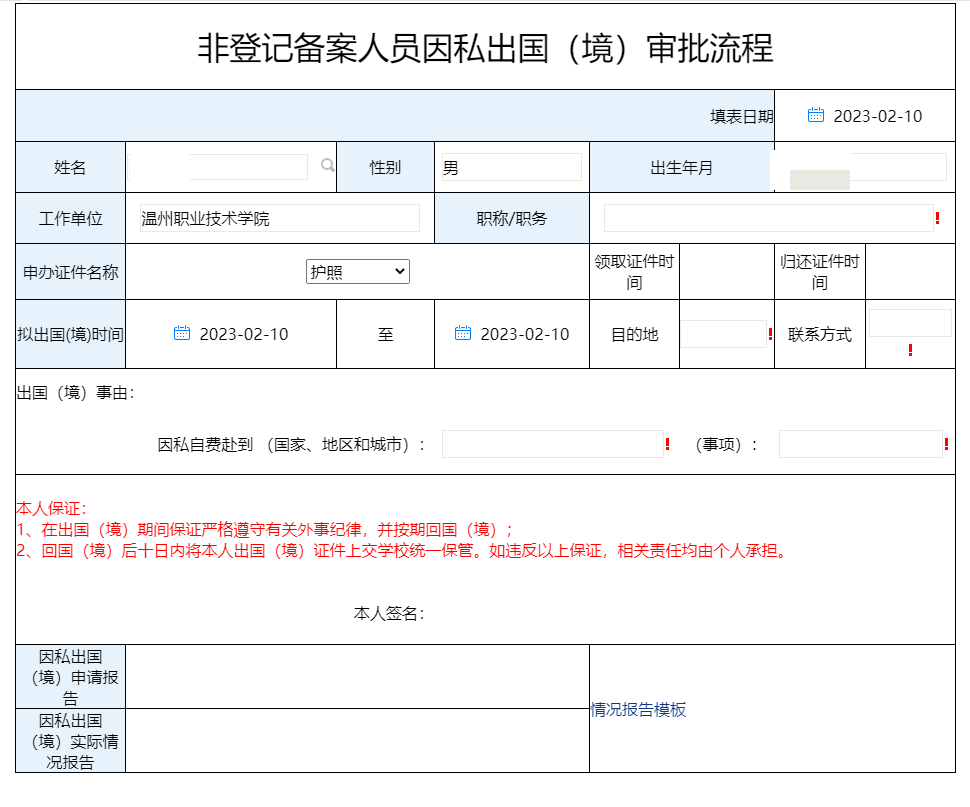 非登记备案人员因私出国（境）审批流程
填表日期 2023-02-10
姓名 性别 男 出生年月
工作单位 温州职业技术学院 职称/职务 !
申办证件名称 护照 领取证件时
间 归还证件时
间
拟出国(境)时间 2023-02-10 至 2023-02-10 目的地 ! 联系方式
!
出国（境）事由：
因私自费赴到 （国家、地区和城市）： ! （事项）： !
本人保证：
1、在出国（境）期间保证严格遵守有关外事纪律，并按期回国（境）；
2、回国（境）后十日内将本人出国（境）证件上交学校统一保管。如违反以上保证，相关责任均由个人承担。
本人签名：
因私出国
（境）申请报
告
情况报告模板
因私出国
（境）实际情
况报告